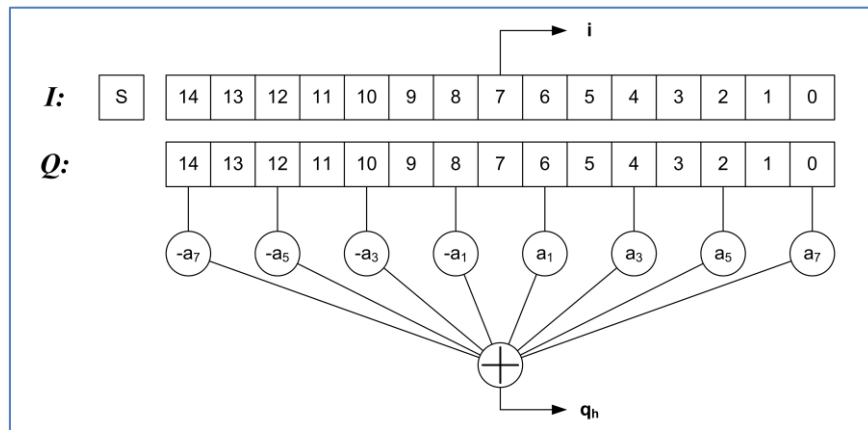 i
I: S 14 13 12 11 10 9 8 7 6 5 4 3 2 1 0
Q: 14 13 12 11 10 9 8 7 6 5 4 3 2 1 0
-a₇ -a₅ -a₃ -a₁ a₁ a₃ a₅ a₇
qₕ